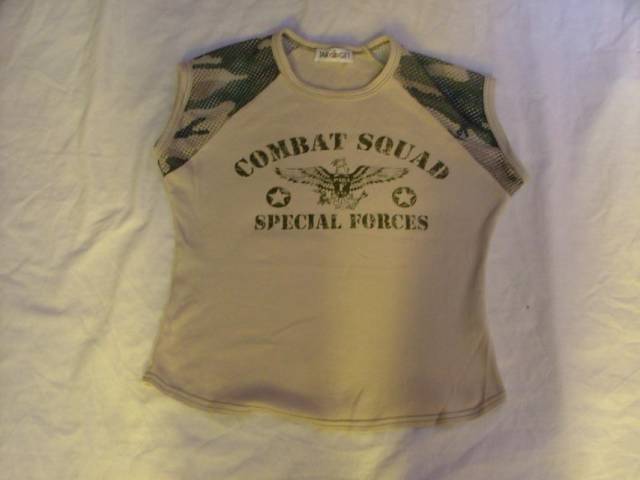 COMBAT SQUAD
SPECIAL FORCES